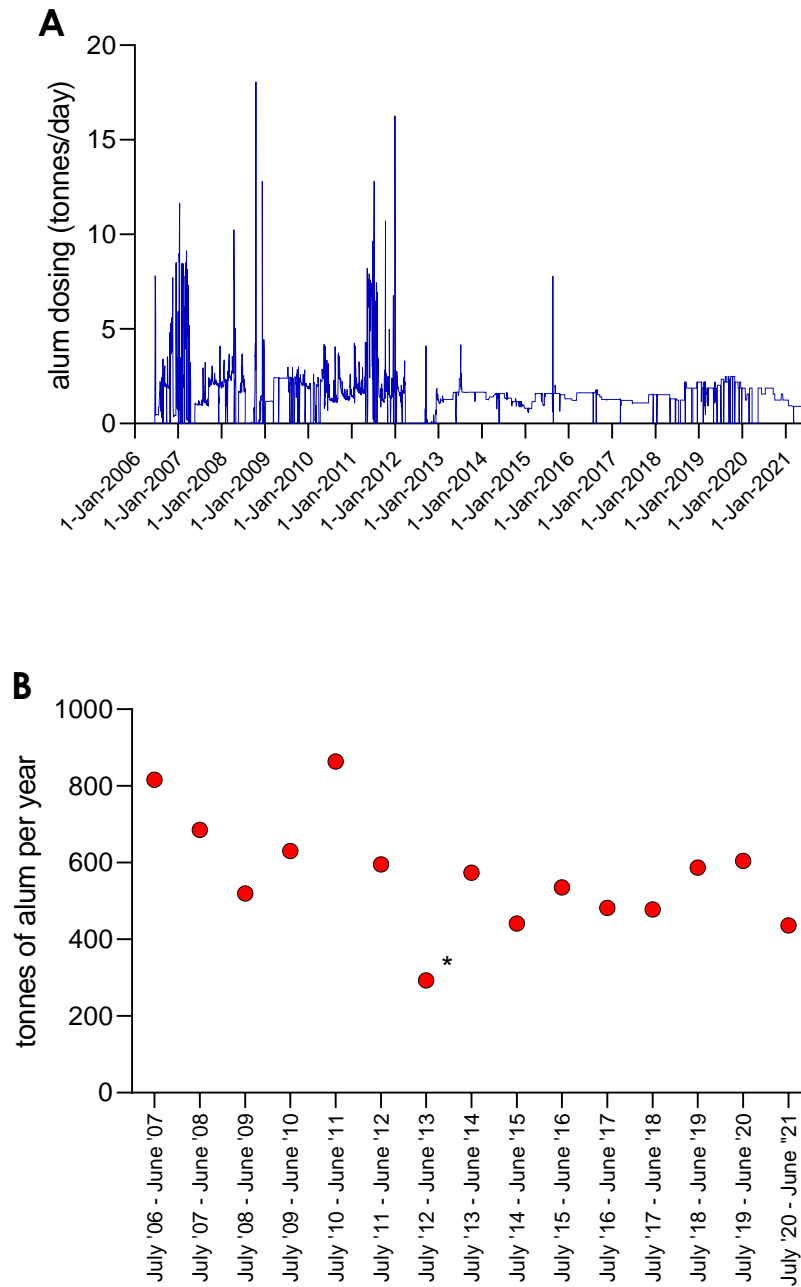 A
alum dosing (tonnes/day)
20
15
10
5
0
1-Jan-2006
1-Jan-2007
1-Jan-2008
1-Jan-2009
1-Jan-2010
1-Jan-2011
1-Jan-2012
1-Jan-2013
1-Jan-2014
1-Jan-2015
1-Jan-2016
1-Jan-2017
1-Jan-2018
1-Jan-2019
1-Jan-2020
1-Jan-2021
B
tonnes of alum per year
1000
800
600
400
200
0
*
July '06 - June '07
July '07 - June '08
July '08 - June '09
July '09 - June '10
July '10 - June '11
July '11 - June '12
July '12 - June '13
July '13 - June '14
July '14 - June '15
July '15 - June '16
July '16 - June '17
July '17 - June '18
July '18 - June '19
July '19 - June '20
July '20 - June "21